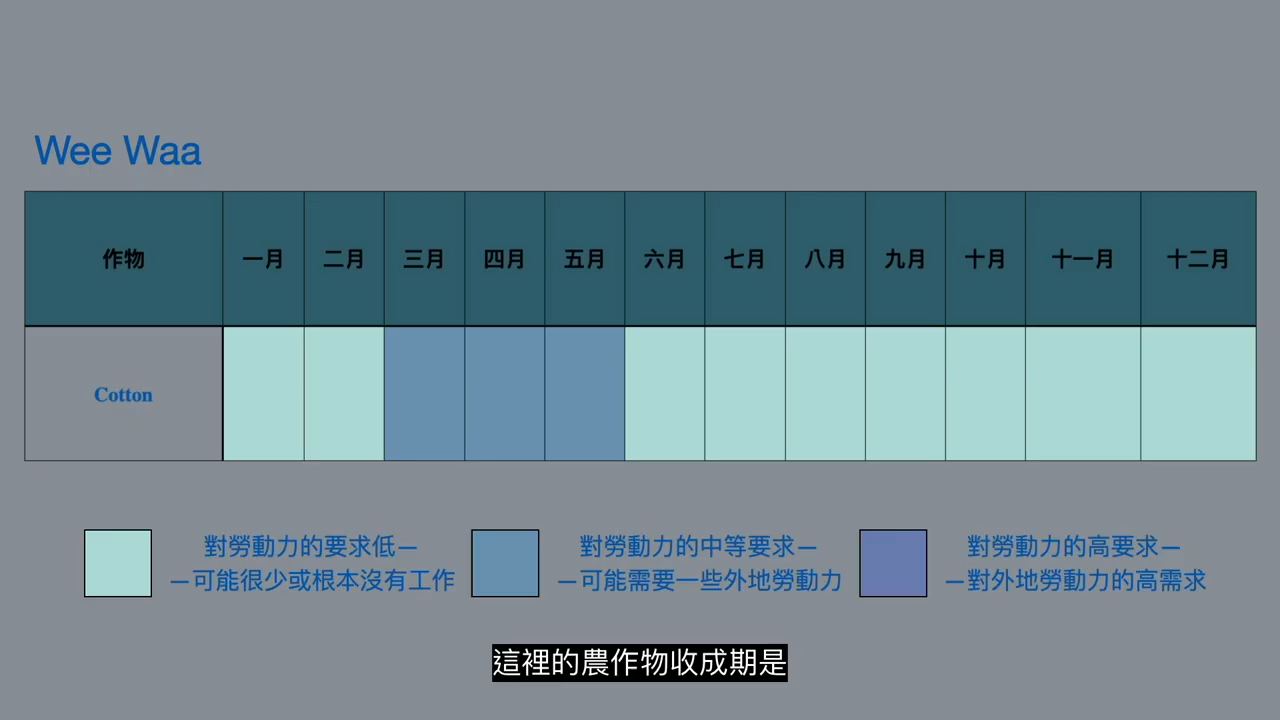 Wee Waa
作物 一月 二月 三月 四月 五月 六月 七月 八月 九月 十月 十一月 十二月
Cotton
對勞動力的要求低—
—可能很少或根本沒有工作
對勞動力的中等要求—
—可能需要一些外地勞動力
對勞動力的高要求—
—對外地勞動力的高需求
這裡的農作物收成期是